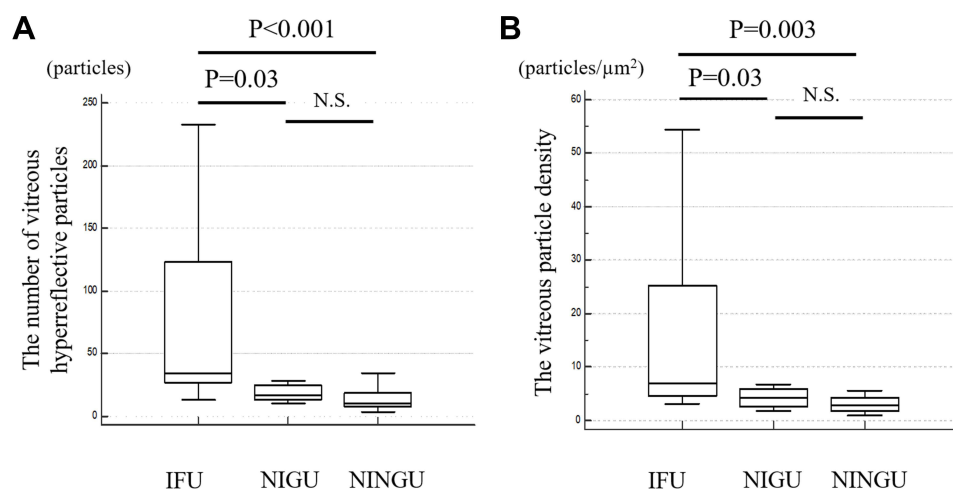 A
P<0.001
(particles)
P=0.03
N.S.
250
200
150
100
50
0
The number of vitreous
hyperreflective particles
IFU NIGU NINGU
B
P=0.003
(particles/µm²)
P=0.03
N.S.
60
50
40
30
20
10
0
The vitreous particle density
IFU NIGU NINGU